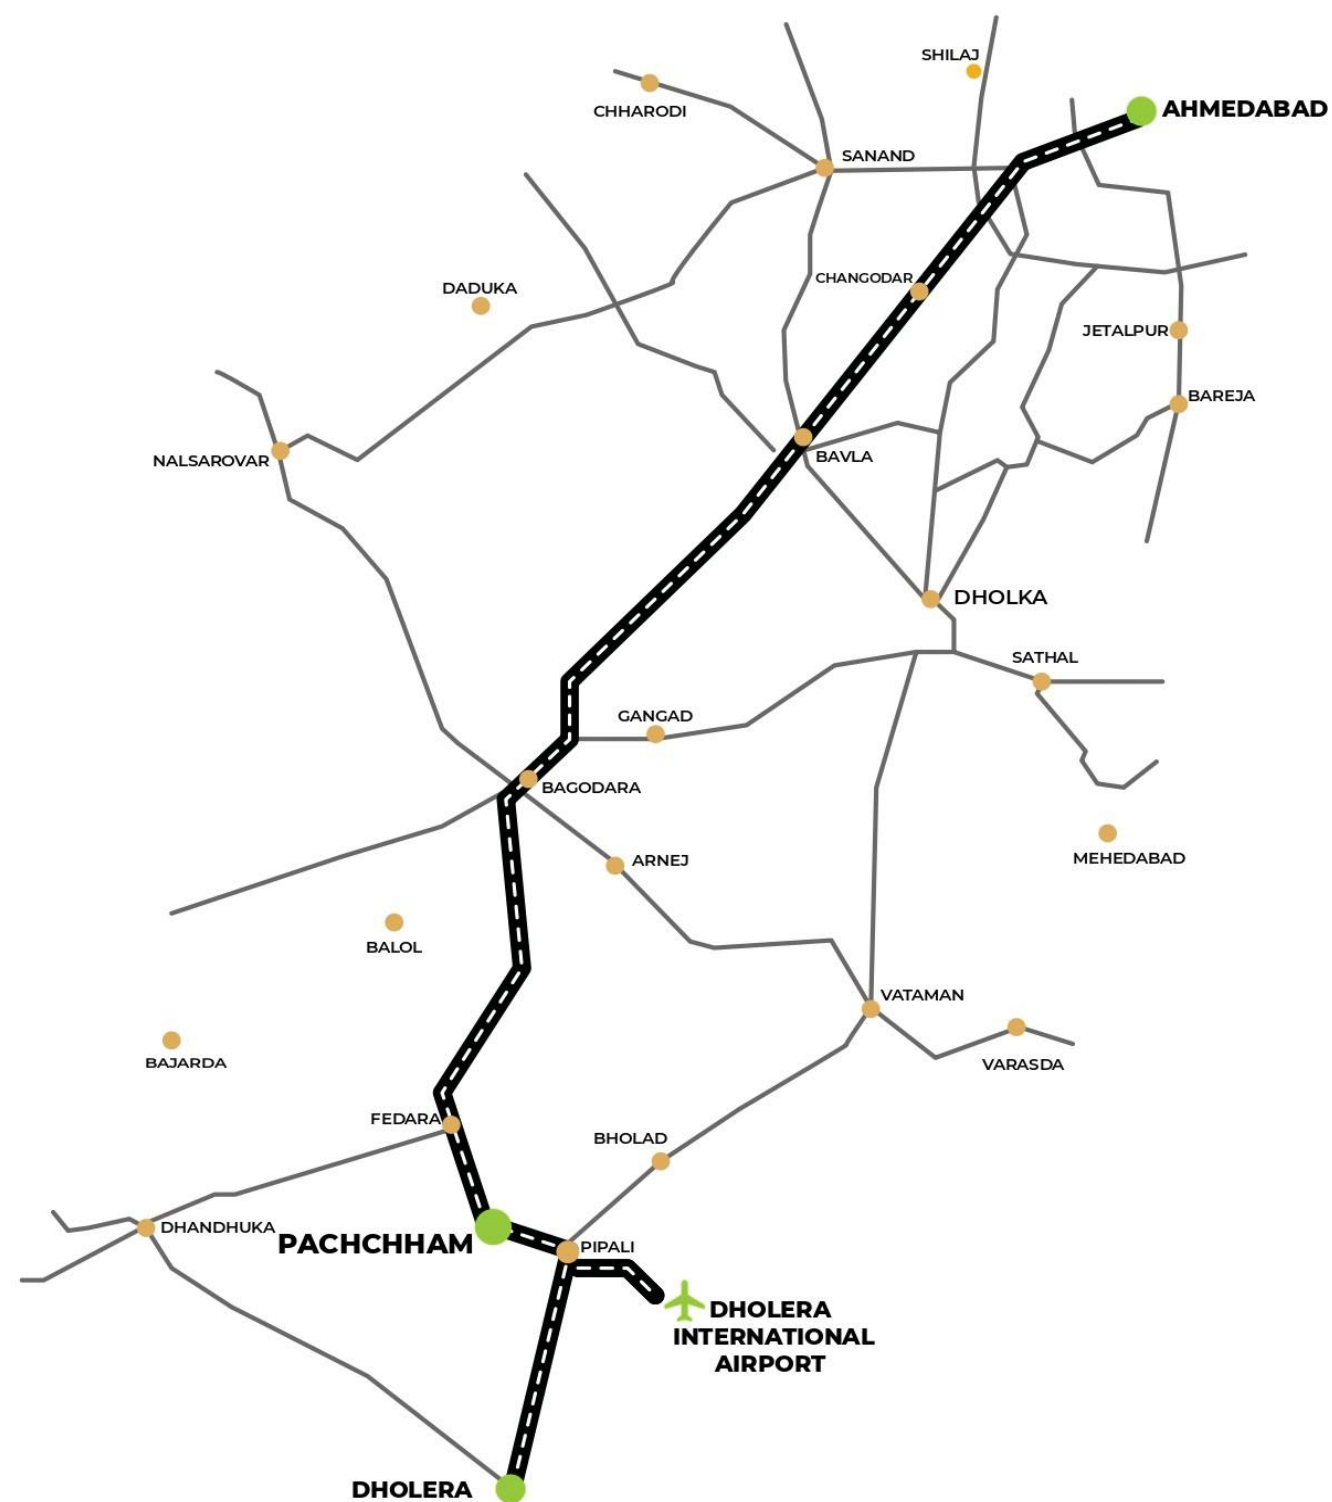 SHILAJ
AHMEDABAD
CHHARODI
SANAND
CHANGODAR
DADUKA
JETALPUR
BAREJA
BAVLA
NALSAROVAR
DHOLKA
SATHAL
GANGAD
BAGODARA
ARNEJ
MEHEDABAD
BALOL
VATAMAN
BAJARDA
VARASDA
FEDARA
BHOLAD
DHANDHUKA
PACHCHHAM
PIPALI
DHOLERA
INTERNATIONAL
AIRPORT
DHOLERA